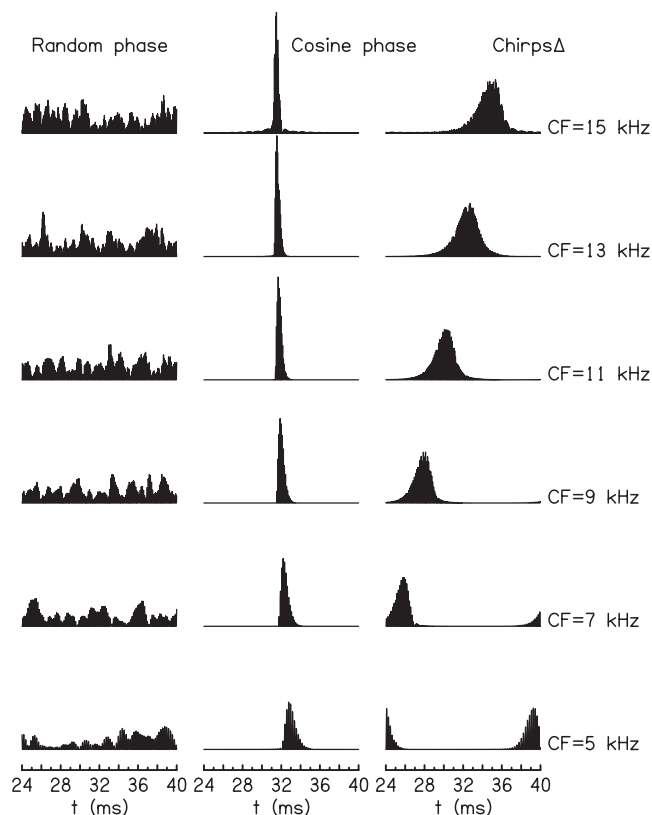 Random phase Cosine phase ChirpsΔ
CF=15 kHz
CF=13 kHz
CF=11 kHz
CF=9 kHz
CF=7 kHz
CF=5 kHz
24 28 32 36 40 24 28 32 36 40 24 28 32 36 40
t (ms) t (ms) t (ms)